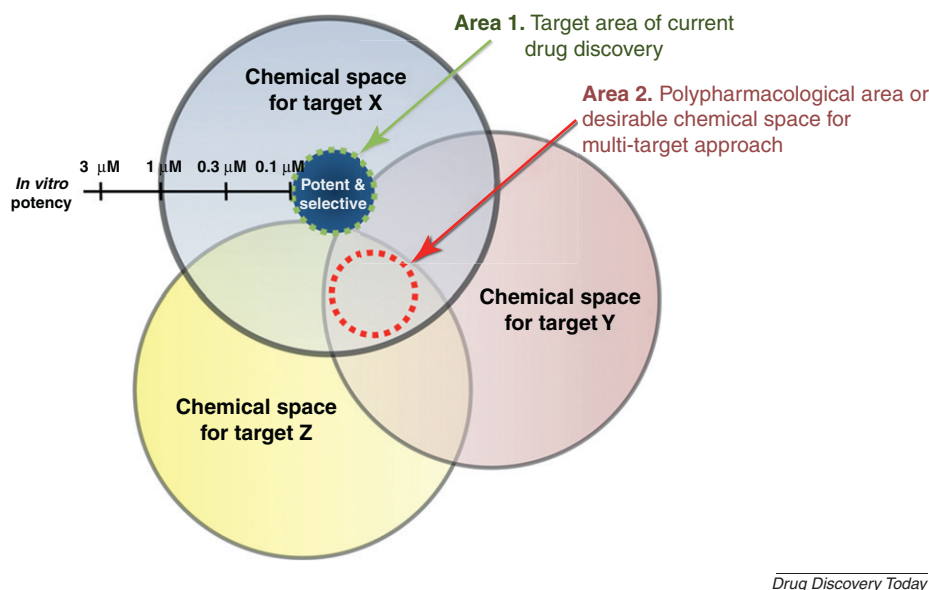 Area 1. Target area of current
drug discovery
Chemical space
for target X
Area 2. Polypharmacological area or
desirable chemical space for
multi-target approach
3 μM 1 μM 0.3 μM 0.1 μM
In vitro
potency
Potent &
selective
Chemical space
for target Y
Chemical space
for target Z
Drug Discovery Today